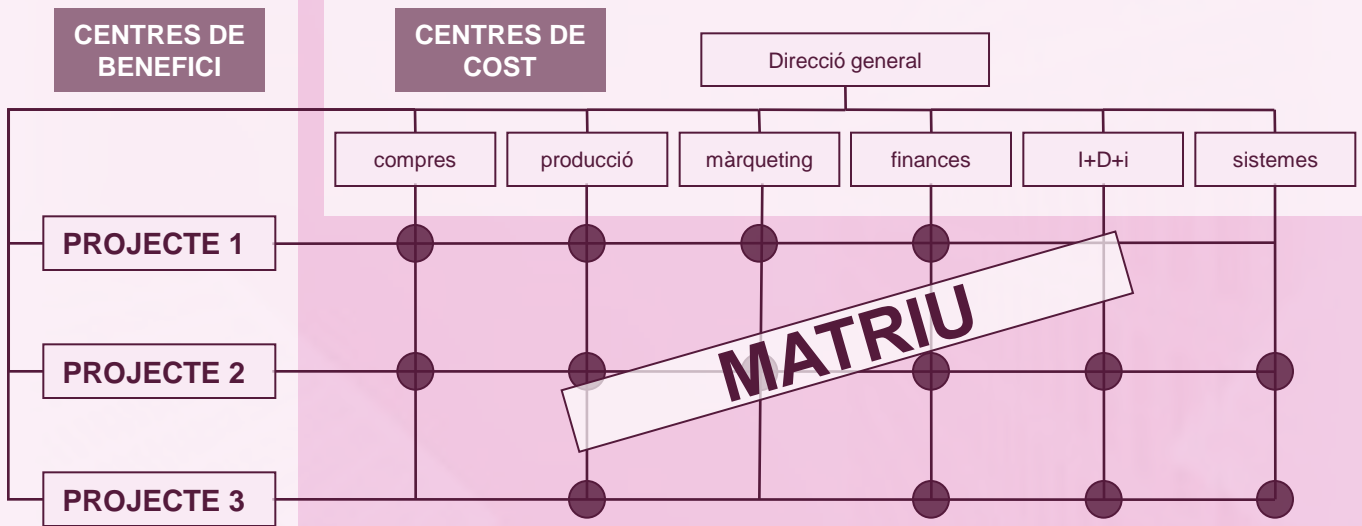 CENTRES DE
BENEFICI
CENTRES DE
COST
Direcció general
compres
producció
màrqueting
finances
I+D+i
sistemes
PROJECTE 1
PROJECTE 2
PROJECTE 3
MATRIU